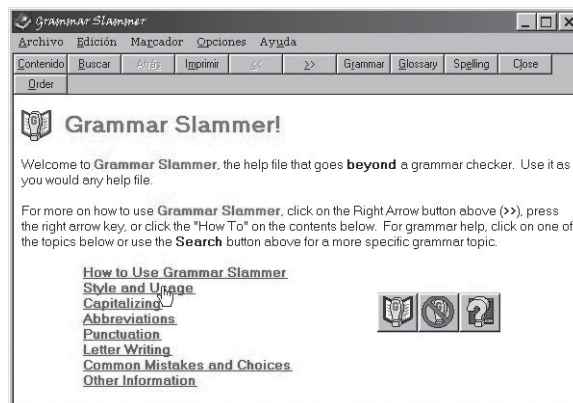 Grammar Slammer
Archivo Edición Marcador Opciones Ayuda
Contenido Buscar Atrás Imprimir << >> Grammar Glossary Spelling Close
Order
Grammar Slammer!
Welcome to Grammar Slammer, the help file that goes beyond a grammar checker. Use it as
you would any help file.
For more on how to use Grammar Slammer, click on the Right Arrow button above (>>), press
the right arrow key, or click the "How To" on the contents below. For grammar help, click on one of
the topics below or use the Search button above for a more specific grammar topic.
How to Use Grammar Slammer
Style and Usage
Capitalizing
Abbreviations
Punctuation
Letter Writing
Common Mistakes and Choices
Other Information